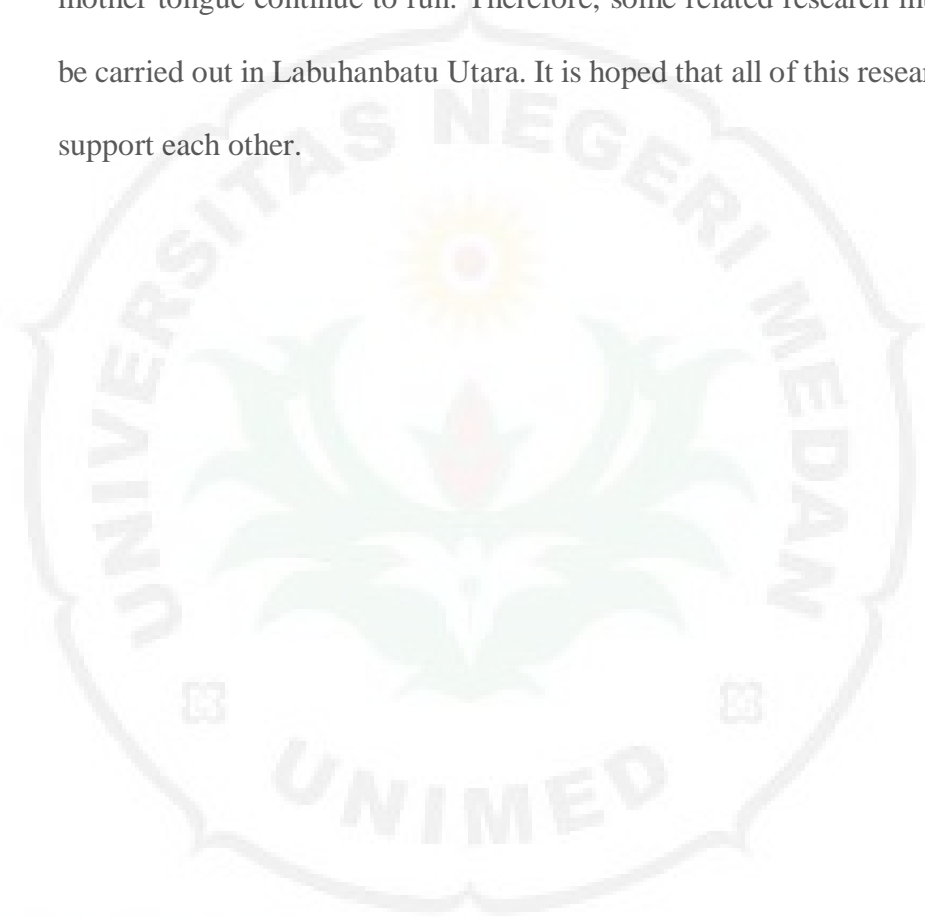 mother tongue continue to run. Therefore, some related research
be carried out in Labuhanbatu Utara. It is hoped that all of this
support each other.
UNIVERSITAS NEGERI MEDAN
UNIMED